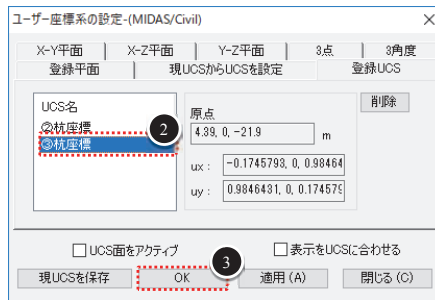 ユーザー座標系の設定-(MIDAS/Civil)
X-Y平面 X-Z平面 Y-Z平面 3点 3角度
登録平面 現UCSからUCSを設定 登録UCS
UCS名
②杭座標
③杭座標
2
原点
4.39, 0, -21.9 m
ux : -0.1745793, 0, 0.98464
uy : 0.9846431, 0, 0.174579
削除
UCS面をアクティブ 表示をUCSに合わせる
3
現UCSを保存 OK 適用(A) 閉じる(C)